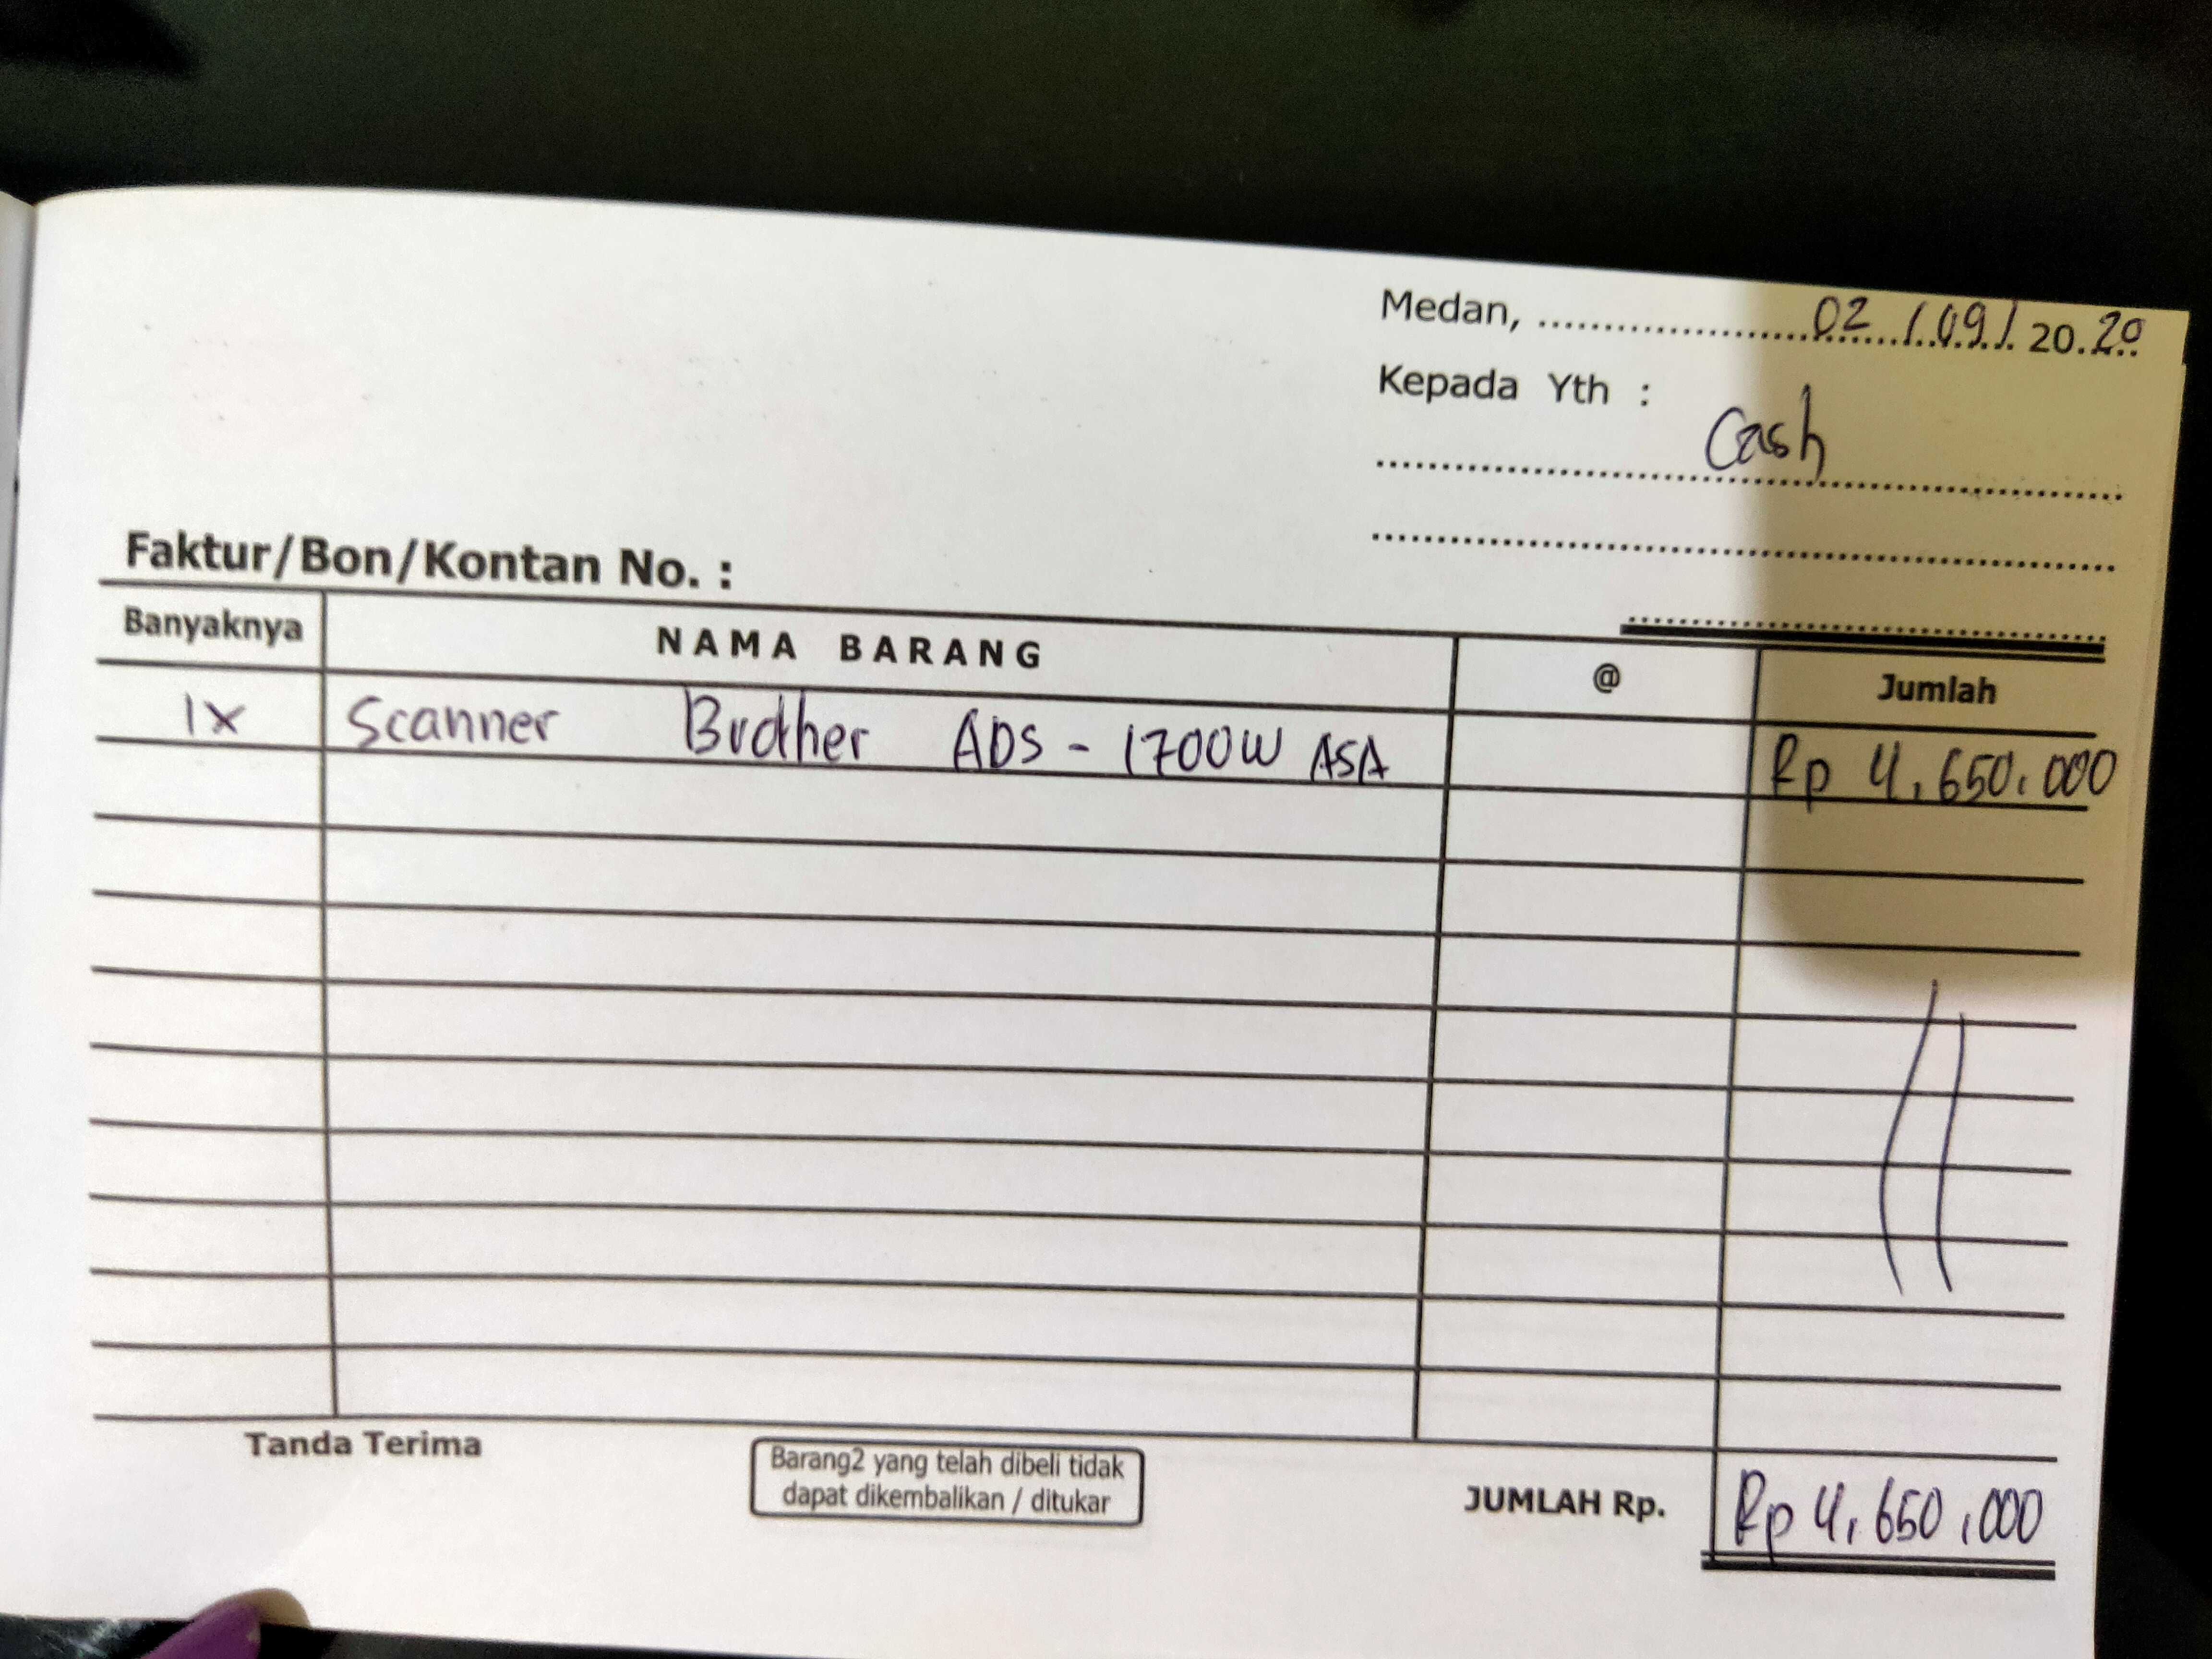 Medan, ........................ 02 / 09 / 20.20
Kepada Yth :
Cash
Faktur/Bon/Kontan No. :
Banyaknya NAMA BARANG @ Jumlah
1x Scanner Brother ADS - 1700W ASA Rp 4,650,000
Tanda Terima
Barang2 yang telah dibeli tidak
dapat dikembalikan / ditukar
JUMLAH Rp. Rp 4,650,000